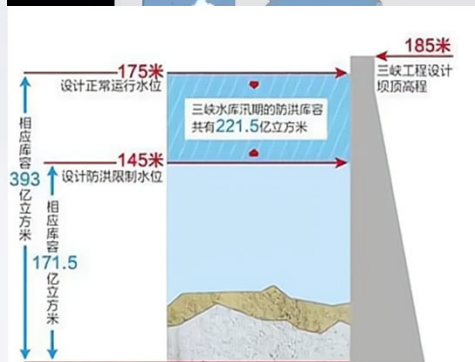 185米
三峡工程设计
坝顶高程
175米
设计正常运行水位
三峡水库汛期的防洪库容
共有221.5亿立方米
145米
设计防洪限制水位
相应库容
393
亿立方米
相应库容
171.5
亿立方米